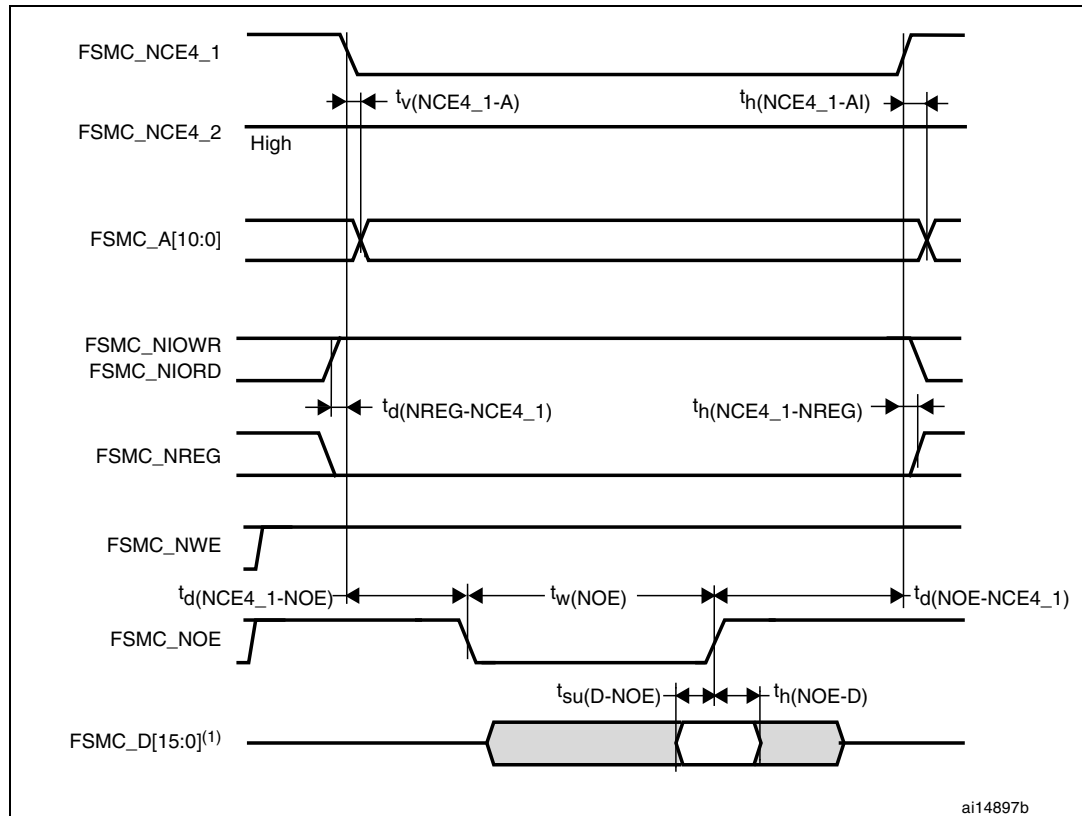 FSMC_NCE4_1
tv(NCE4_1-A)
th(NCE4_1-AI)
FSMC_NCE4_2
High
FSMC_A[10:0]
FSMC_NIOWR
FSMC_NIORD
td(NREG-NCE4_1)
th(NCE4_1-NREG)
FSMC_NREG
FSMC_NWE
td(NCE4_1-NOE)
tw(NOE)
td(NOE-NCE4_1)
FSMC_NOE
tsu(D-NOE)
th(NOE-D)
FSMC_D[15:0](1)
ai14897b